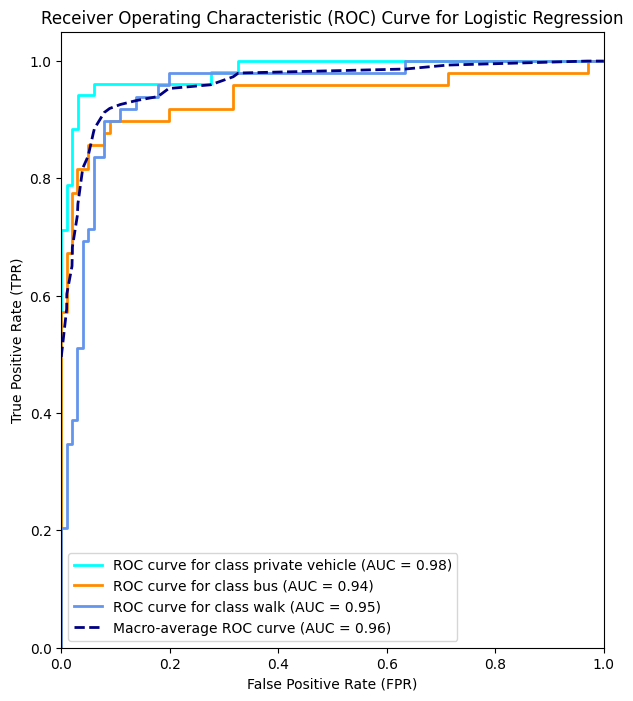 Receiver Operating Characteristic (ROC) Curve for Logistic Regression
1.0
0.8
0.6
0.4
0.2
0.0
True Positive Rate (TPR)
ROC curve for class private vehicle (AUC = 0.98)
ROC curve for class bus (AUC = 0.94)
ROC curve for class walk (AUC = 0.95)
Macro-average ROC curve (AUC = 0.96)
0.0 0.2 0.4 0.6 0.8 1.0
False Positive Rate (FPR)